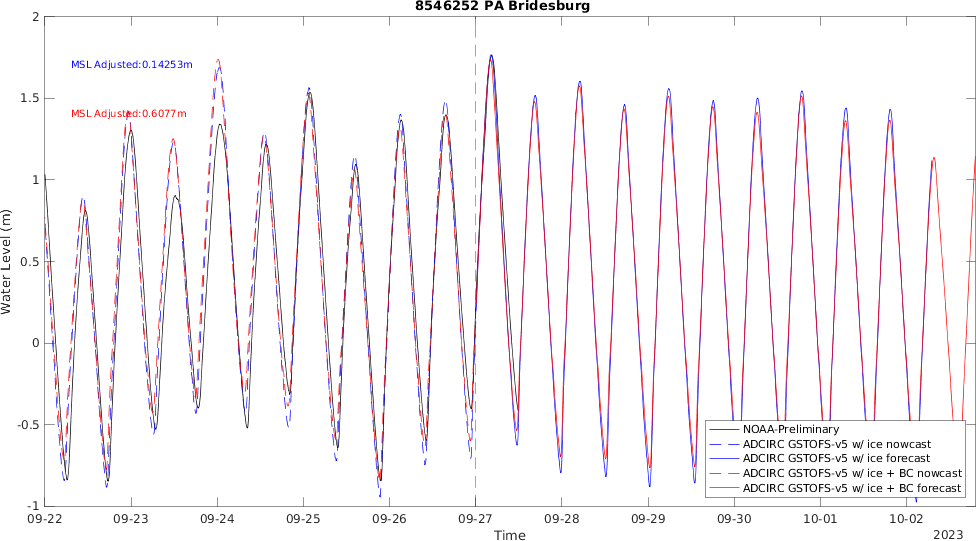 8546252 PA Bridesburg
2
1.5
1
0.5
0
-0.5
-1
Water Level (m)
MSL Adjusted:0.14253m
MSL Adjusted:0.6077m
NOAA-Preliminary
ADCIRC GSTOFS-v5 w/ ice nowcast
ADCIRC GSTOFS-v5 w/ ice forecast
ADCIRC GSTOFS-v5 w/ ice + BC nowcast
ADCIRC GSTOFS-v5 w/ ice + BC forecast
09-22 09-23 09-24 09-25 09-26 09-27 09-28 09-29 09-30 10-01 10-02
Time
2023